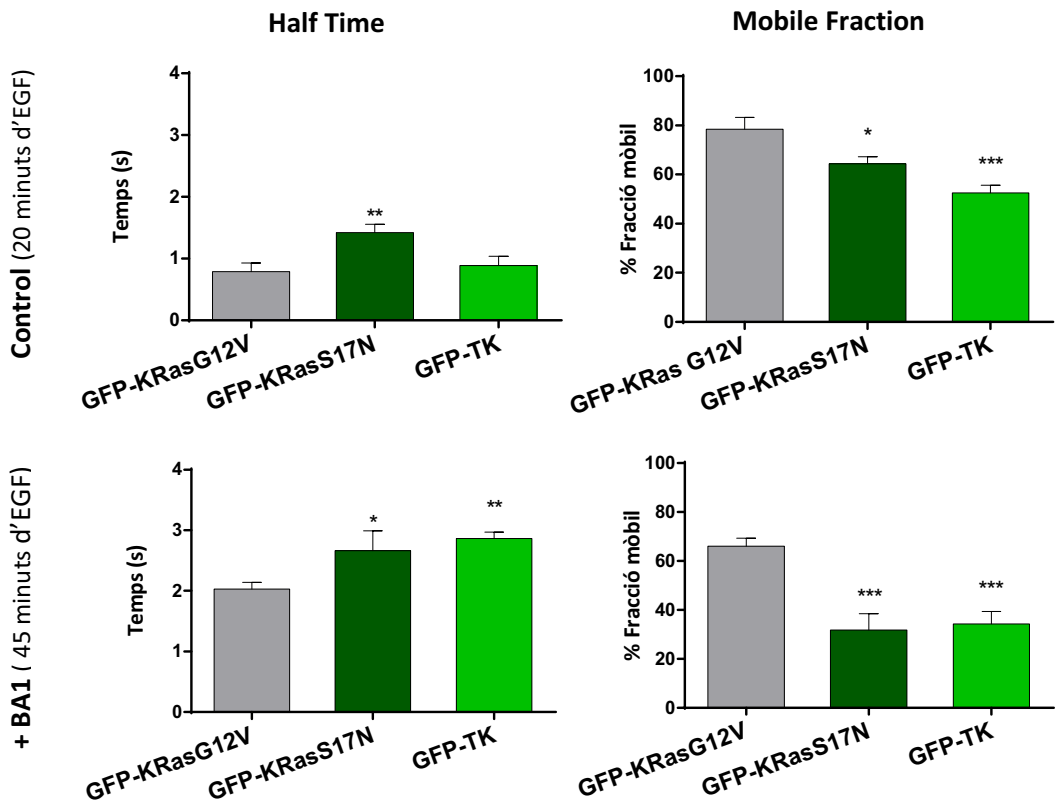 Half Time
Mobile Fraction
Control (20 minuts d’EGF)
Temps (s)
4
3
2
1
0
**
GFP-KRasG12V
GFP-KRasS17N
GFP-TK
% Fracció mòbil
100
80
60
40
20
0
*
***
GFP-KRas G12V
GFP-KRasS17N
GFP-TK
+ BA1 ( 45 minuts d’EGF)
Temps (s)
4
3
2
1
0
*
**
GFP-KRasG12V
GFP-KRasS17N
GFP-TK
% Fracció mòbil
100
80
60
40
20
0
***
***
GFP-KRasG12V
GFP-KRasS17N
GFP-TK